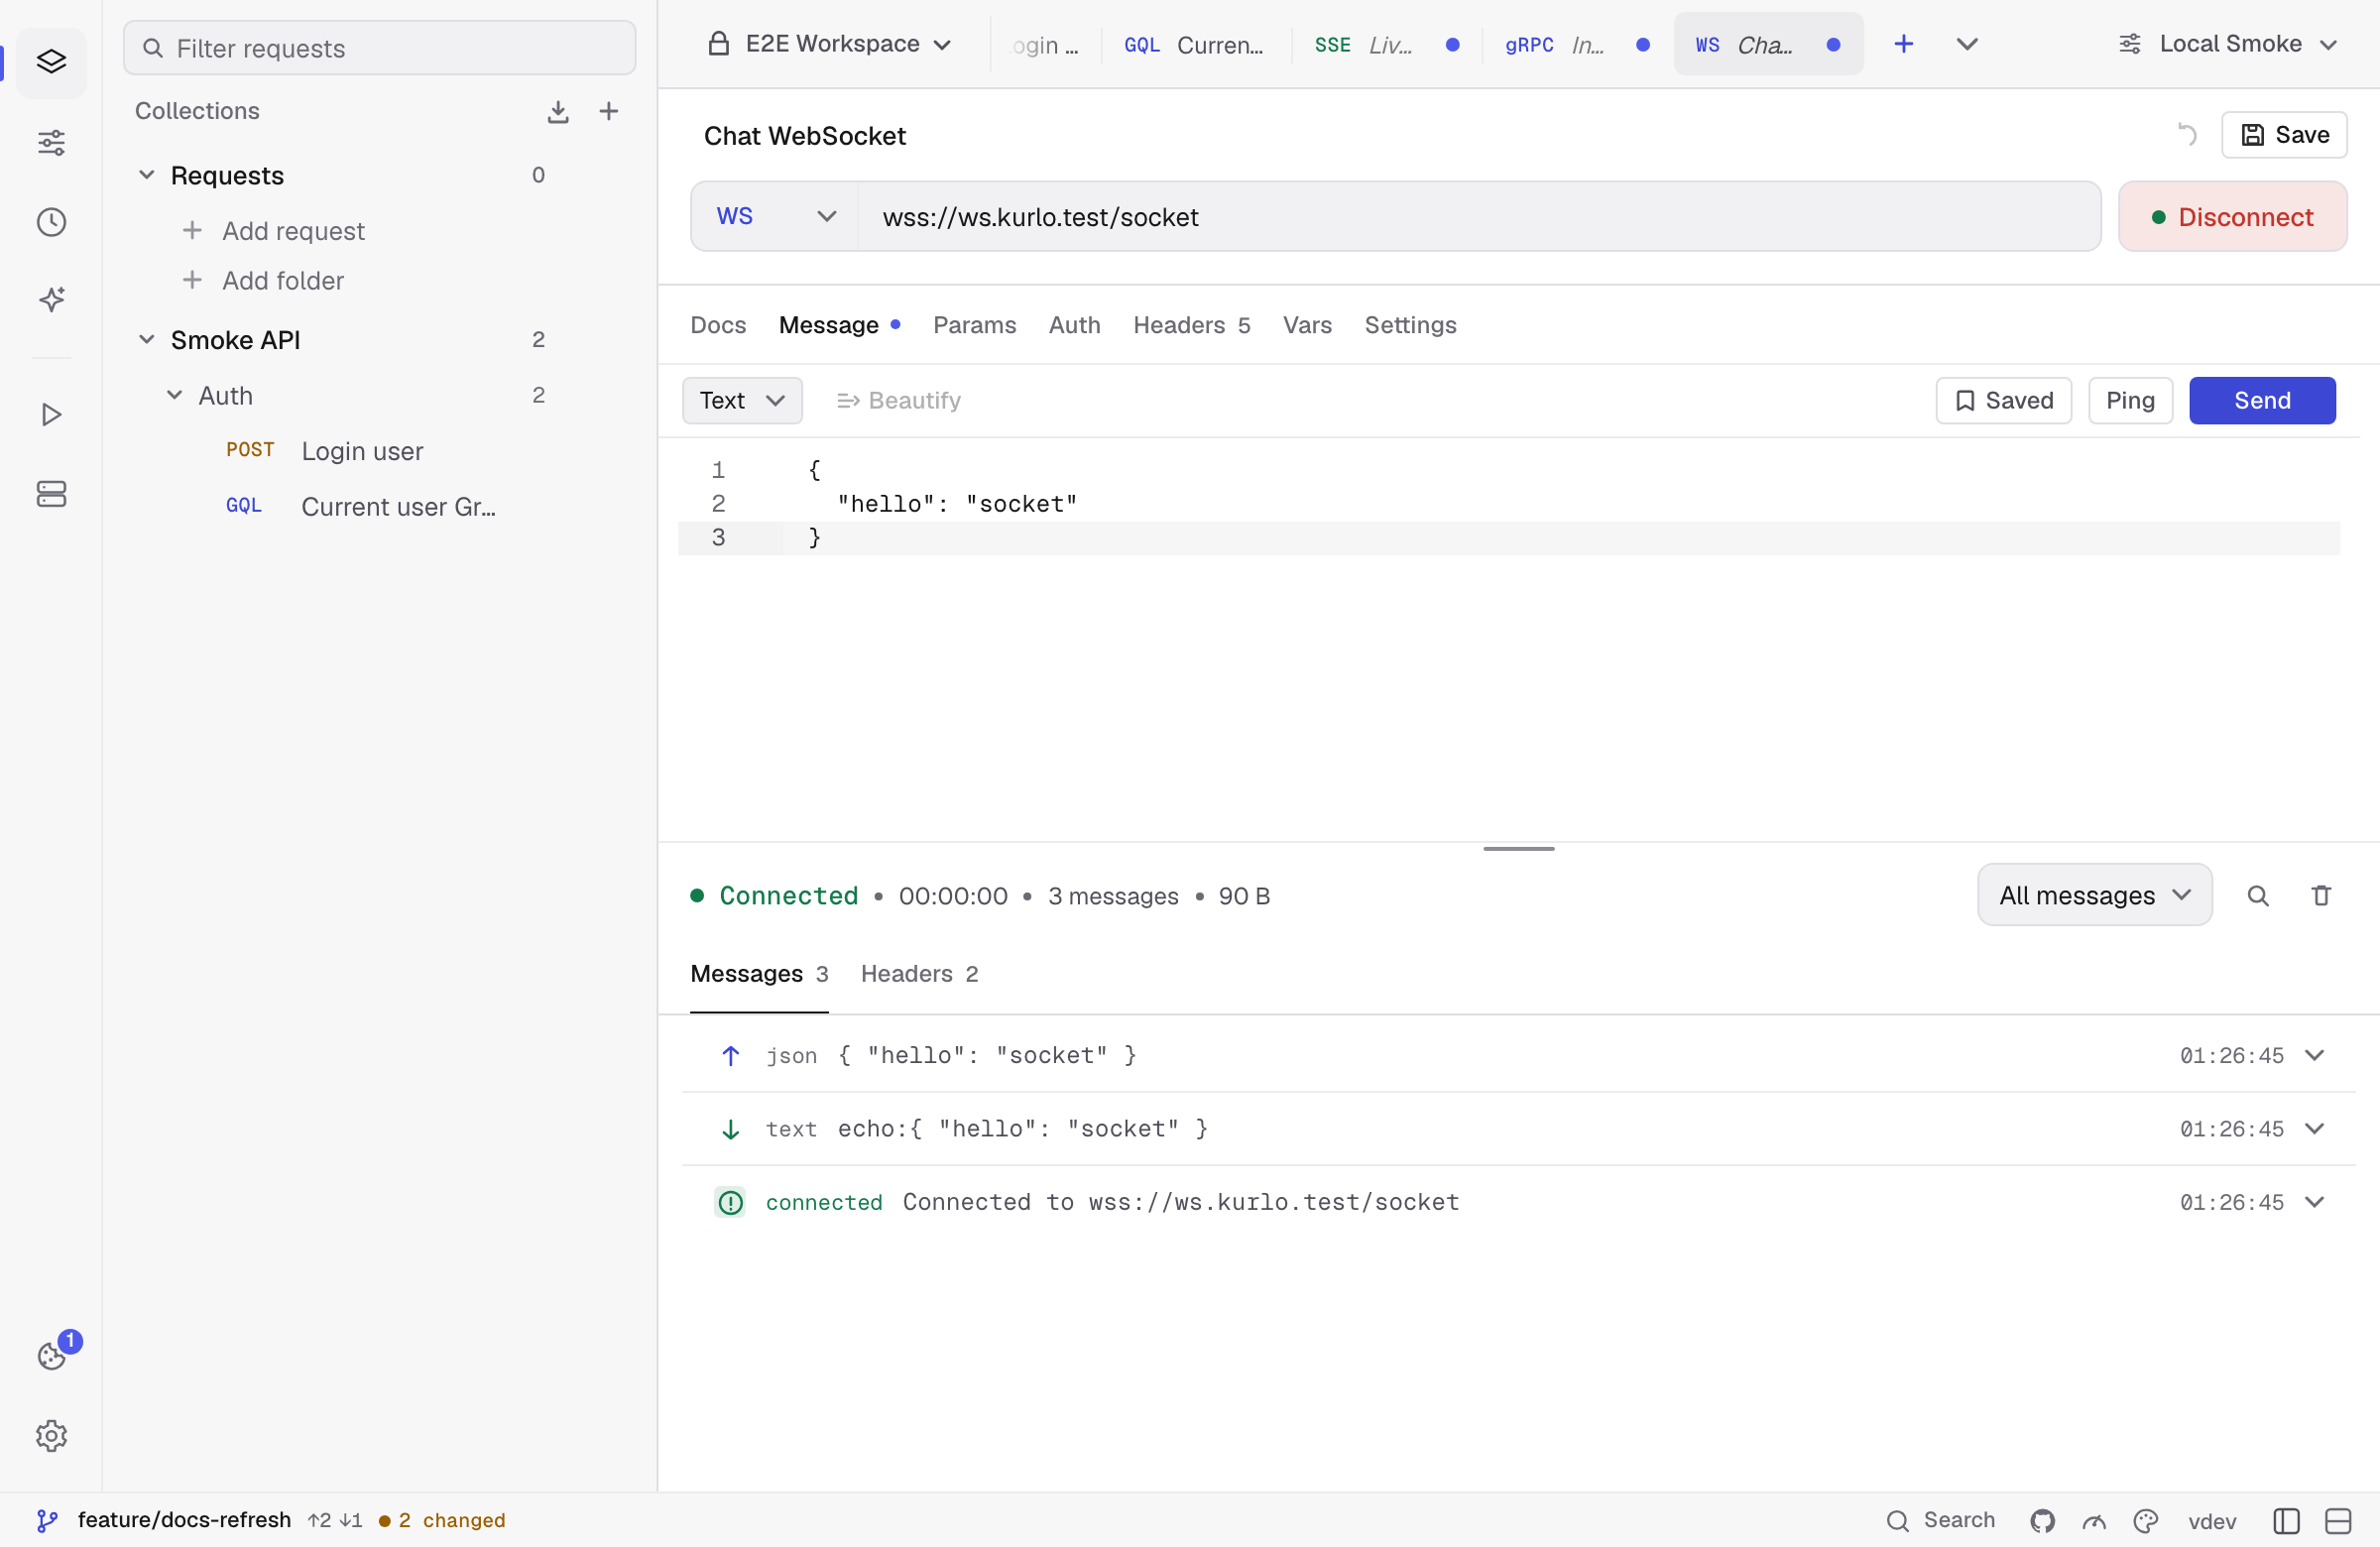 Filter requests
Collections
Requests 0
Add request
Add folder
Smoke API 2
Auth 2
POST Login user
GQL Current user Gr...
1
E2E Workspace
ogin ...
GQL Curren...
SSE Liv...
gRPC In...
WS Cha...
Local Smoke
Chat WebSocket
Save
WS wss://ws.kurlo.test/socket
Disconnect
Docs Message Params Auth Headers 5 Vars Settings
Text Beautify Saved Ping Send
1 {
2 "hello": "socket"
3 }
Connected • 00:00:00 • 3 messages • 90 B
All messages
Messages 3 Headers 2
↑ json { "hello": "socket" } 01:26:45
↓ text echo:{ "hello": "socket" } 01:26:45
connected Connected to wss://ws.kurlo.test/socket 01:26:45
feature/docs-refresh ↑2 ↓1 ● 2 changed
Search vdev